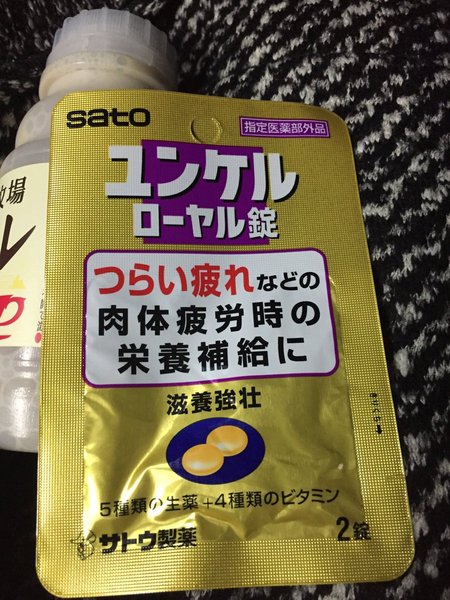 sato
指定医薬部外品
ユンケル
ローヤル錠
つらい疲れなどの
肉体疲労時の
栄養補給に
滋養強壮
5種類の生薬+4種類のビタミン
サトウ製薬
2錠
場
ル